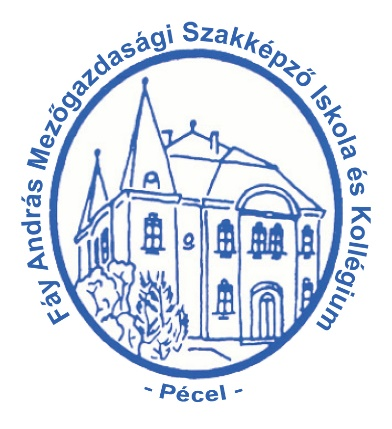 Fáy András Mezőgazdasági Szakképző Iskola és Kollégium
- Pécel -